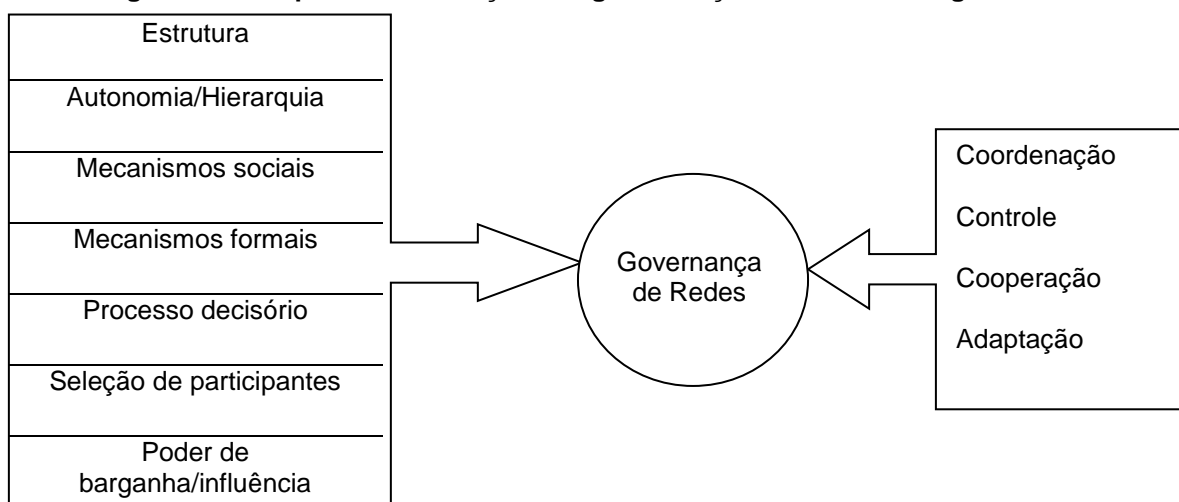 Estrutura
Autonomia/Hierarquia
Mecanismos sociais
Mecanismos formais
Processo decisório
Seleção de participantes
Poder de
barganha/influência
Governança
de Redes
Coordenação
Controle
Cooperação
Adaptação